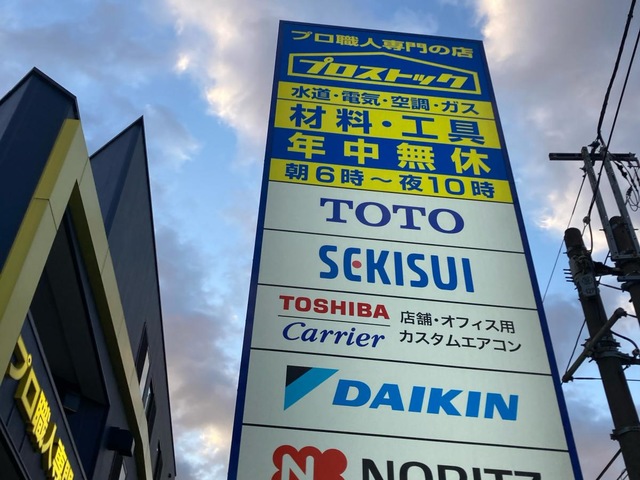 プロ職人専門の店
プロストック
水道・電気・空調・ガス
材料・工具
年中無休
朝6時～夜10時
TOTO
SEKISUI
TOSHIBA
Carrier
店舗・オフィス用
カスタムエアコン
DAIKIN
N NORITZ
プロ職人専門